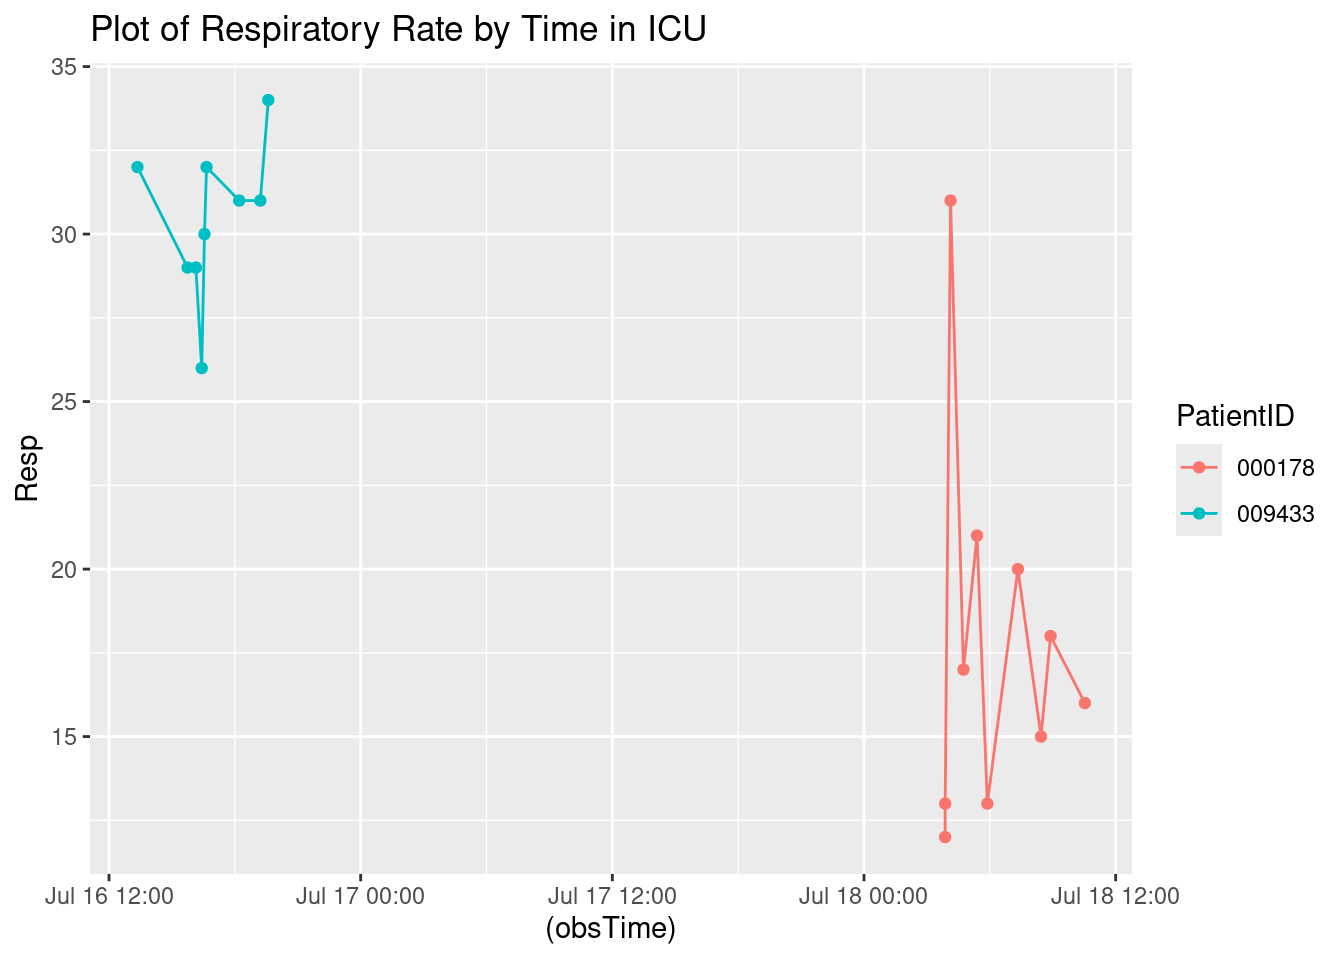 Plot of Respiratory Rate by Time in ICU
35
30
25
20
15
Resp
Jul 16 12:00 Jul 17 00:00 Jul 17 12:00 Jul 18 00:00 Jul 18 12:00
(obsTime)
PatientID
000178
009433